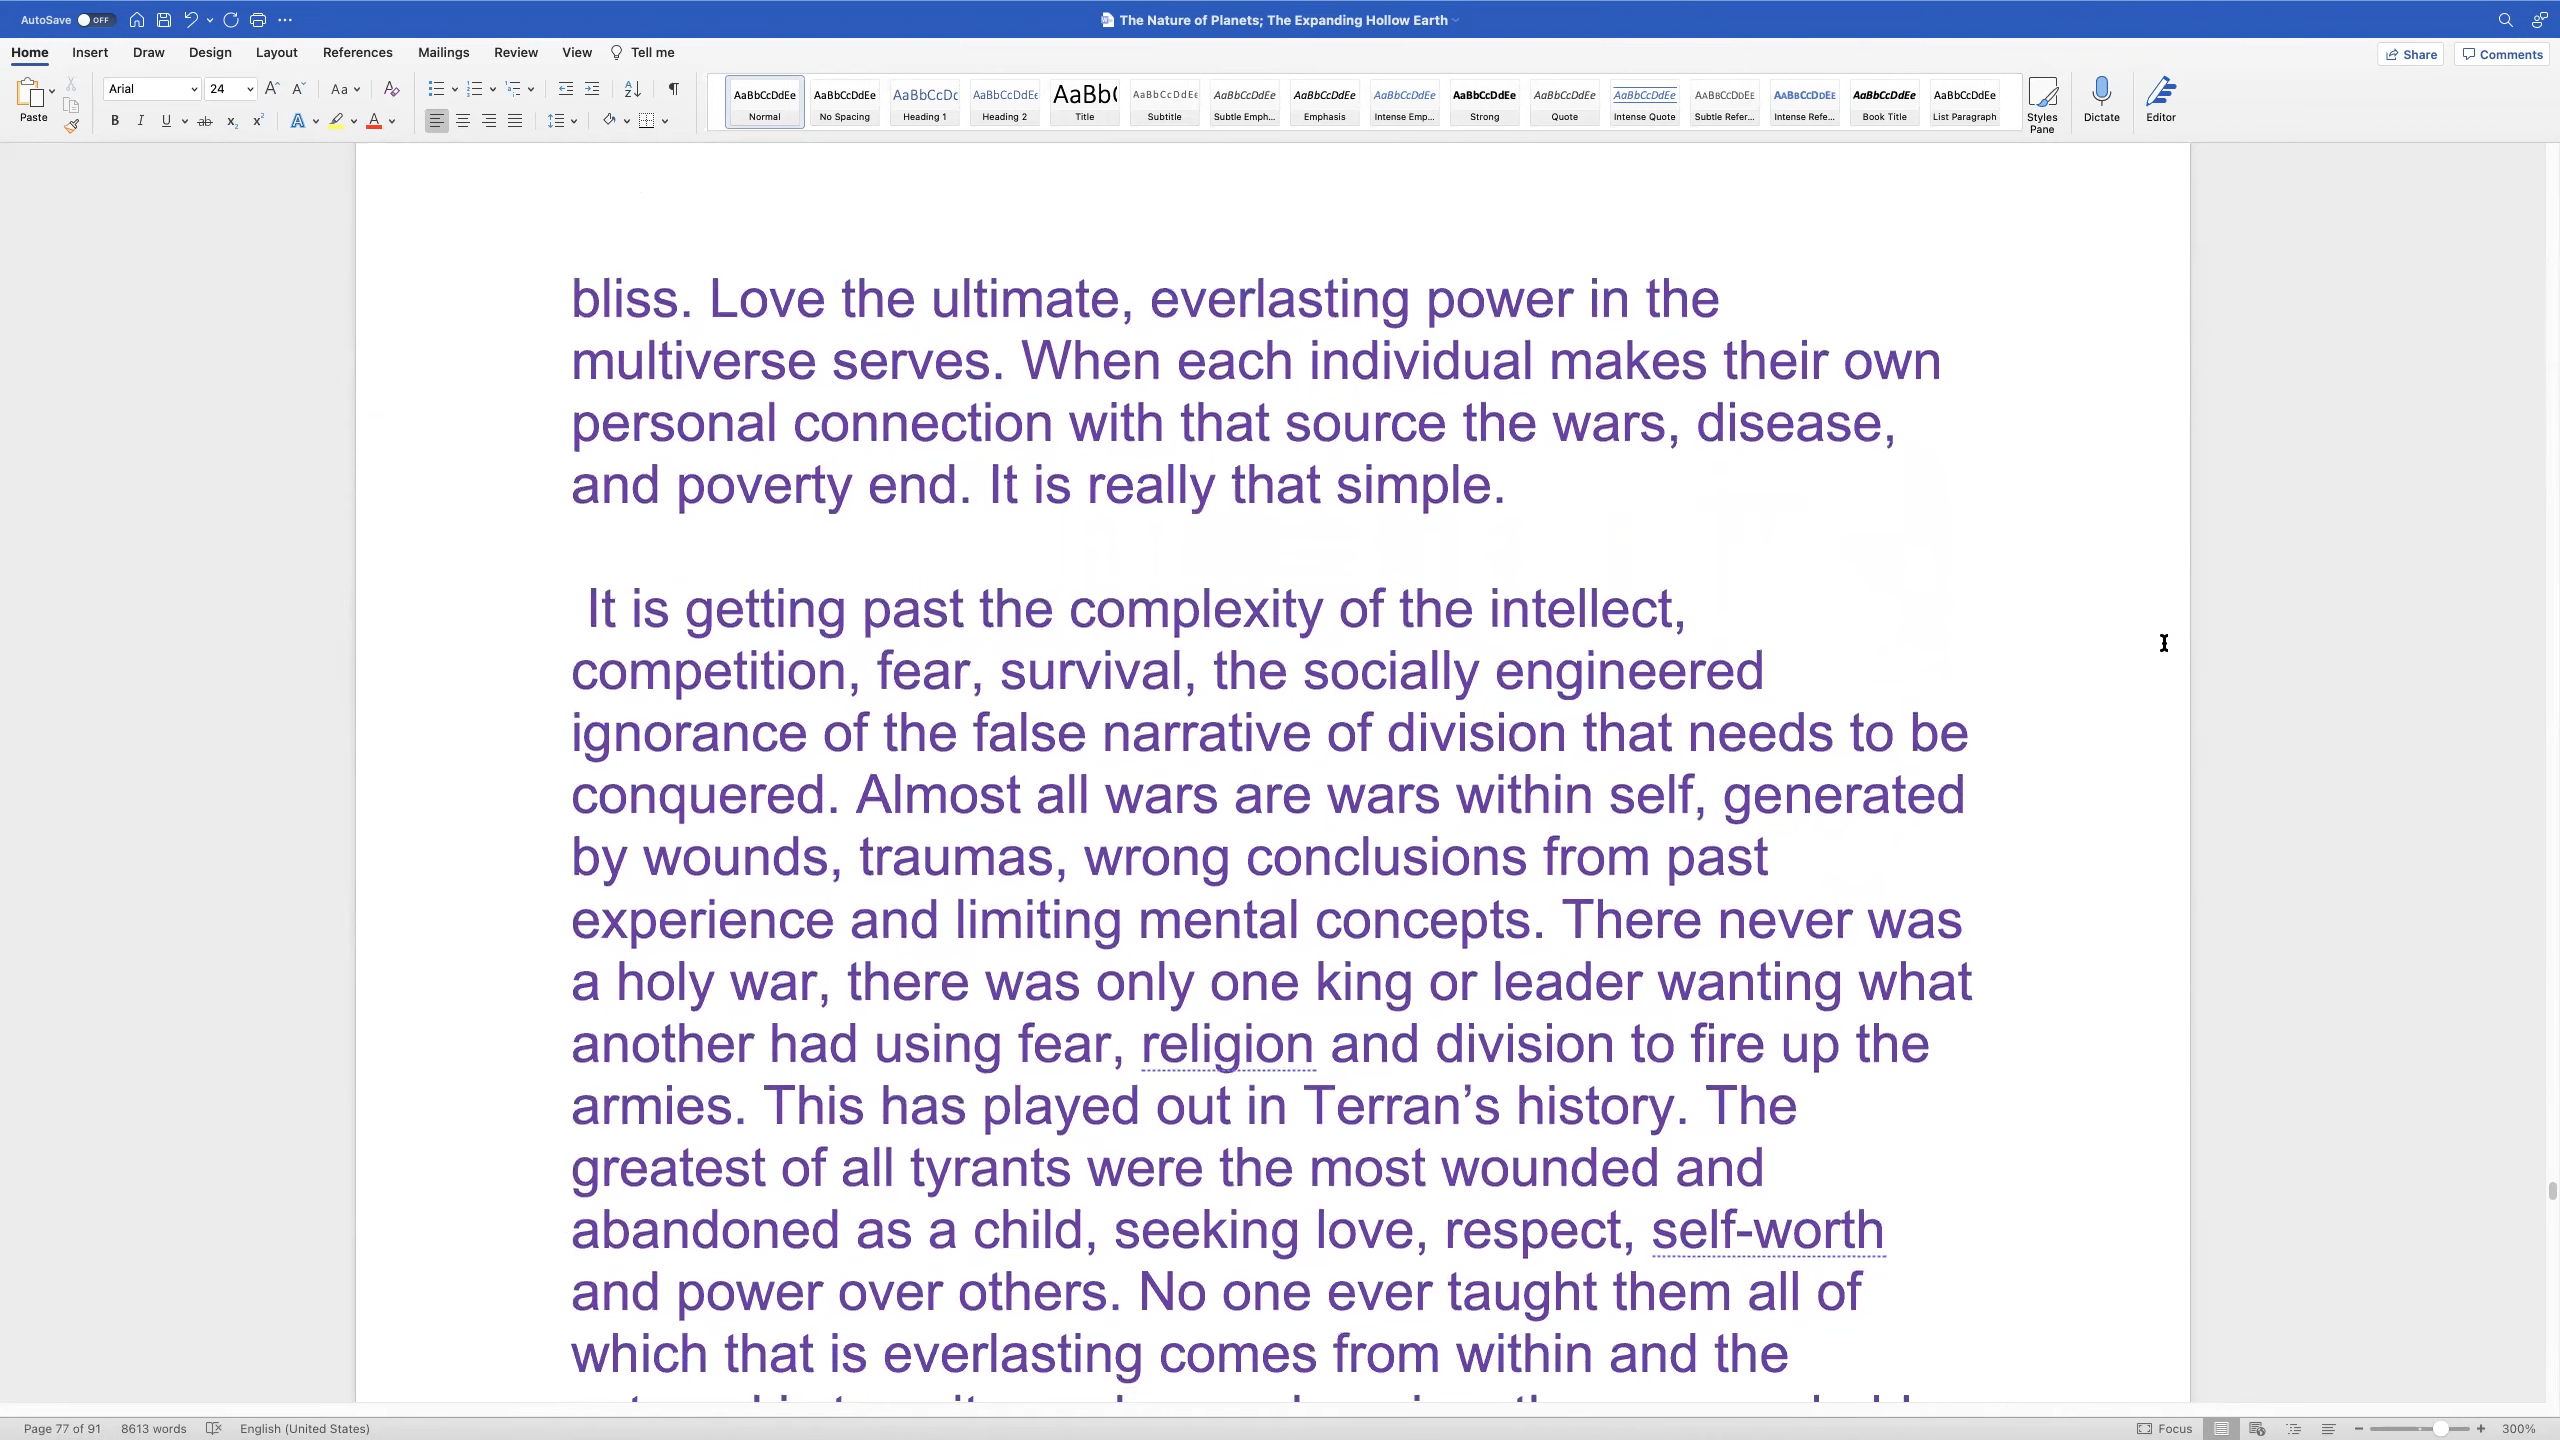 AutoSave OFF
The Nature of Planets; The Expanding Hollow Earth
Home Insert Draw Design Layout References Mailings Review View Tell me
Share Comments
Paste
Arial 24
Aa
B I U ab x₂ x² A A
AaBbCcDdEe Normal
AaBbCcDdEe No Spacing
AaBbCcDc Heading 1
AaBbCcDdEe Heading 2
AaBb( Title
AaBbCcDdEe Subtitle
AaBbCcDdEe Subtle Emph...
AaBbCcDdEe Emphasis
AaBbCcDdEe Intense Emp...
AaBbCcDdEe Strong
AaBbCcDdEe Quote
AaBbCcDdEe Intense Quote
AaBbCcDdEe Subtle Refer...
AaBbCcDdEe Intense Refe...
AaBbCcDdEe Book Title
AaBbCcDdEe List Paragraph
Styles Pane
Dictate
Editor
bliss. Love the ultimate, everlasting power in the
multiverse serves. When each individual makes their own
personal connection with that source the wars, disease,
and poverty end. It is really that simple.
It is getting past the complexity of the intellect,
competition, fear, survival, the socially engineered
ignorance of the false narrative of division that needs to be
conquered. Almost all wars are wars within self, generated
by wounds, traumas, wrong conclusions from past
experience and limiting mental concepts. There never was
a holy war, there was only one king or leader wanting what
another had using fear, religion and division to fire up the
armies. This has played out in Terran’s history. The
greatest of all tyrants were the most wounded and
abandoned as a child, seeking love, respect, self-worth
and power over others. No one ever taught them all of
which that is everlasting comes from within and the
Page 77 of 91 8613 words English (United States)
Focus 300%